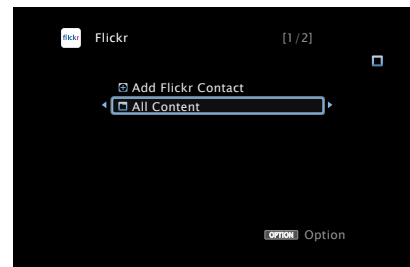 flickr Flickr [1/2]
Add Flickr Contact
All Content
OPTION Option